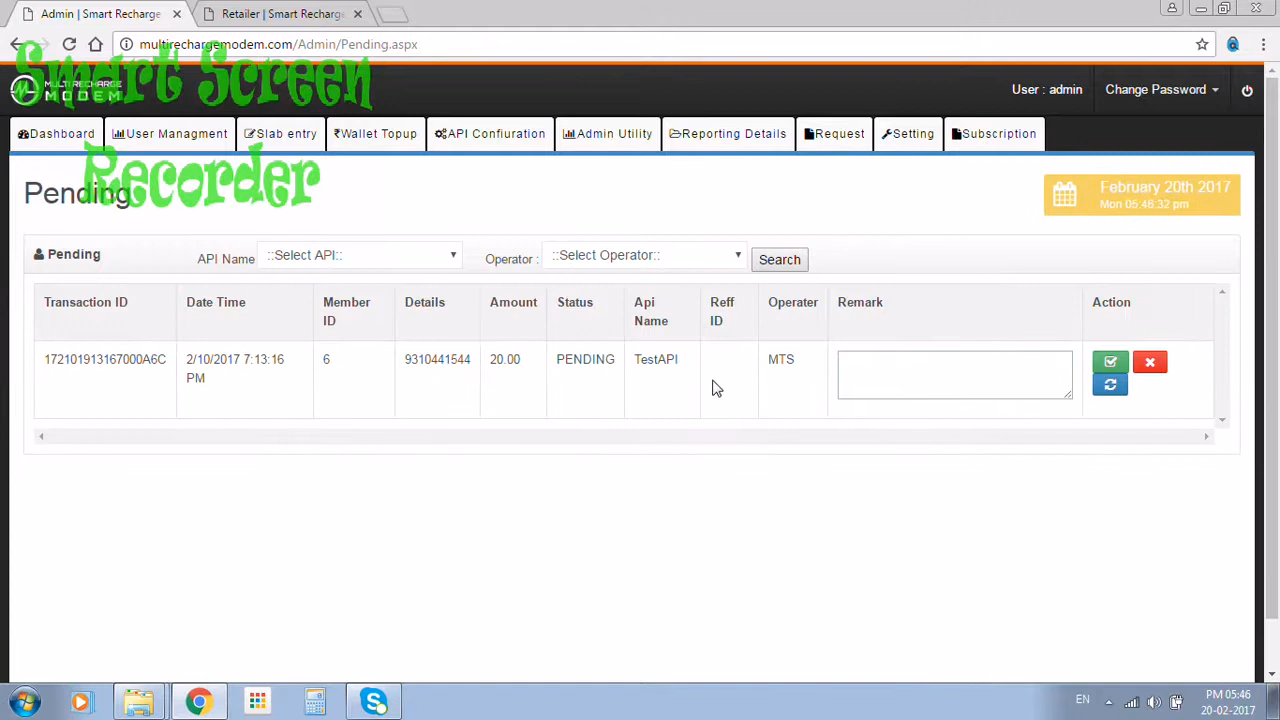 Admin | Smart Recharge
Retailer | Smart Recharge
multirechargemodem.com/Admin/Pending.aspx
Smart Screen
Recorder
MULTI RECHARGE
MODEM
User : admin
Change Password
Dashboard
User Managment
Slab entry
₹Wallet Topup
API Confiuration
Admin Utility
Reporting Details
Request
Setting
Subscription
Pending
February 20th 2017
Mon 05:46:32 pm
Pending
API Name
::Select API::
Operator :
::Select Operator::
Search
Transaction ID
Date Time
Member
ID
Details
Amount
Status
Api
Name
Reff
ID
Operater
Remark
Action
172101913167000A6C
2/10/2017 7:13:16
PM
6
9310441544
20.00
PENDING
TestAPI
MTS
EN
PM 05:46
20-02-2017